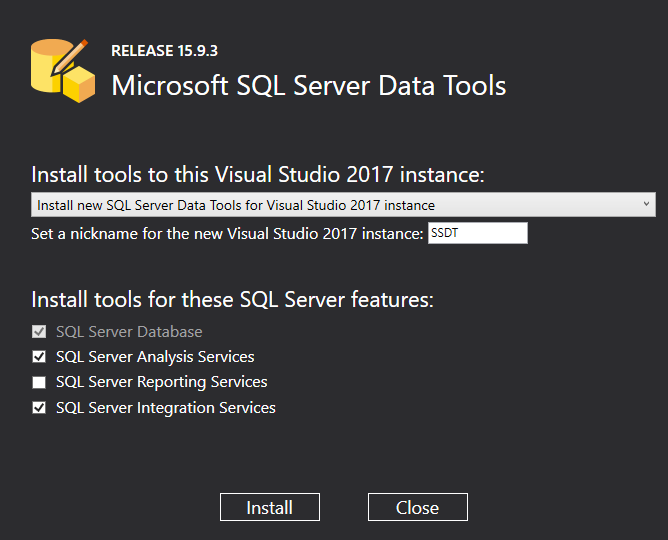 RELEASE 15.9.3
Microsoft SQL Server Data Tools
Install tools to this Visual Studio 2017 instance:
Install new SQL Server Data Tools for Visual Studio 2017 instance
Set a nickname for the new Visual Studio 2017 instance: SSDT
Install tools for these SQL Server features:
SQL Server Database
SQL Server Analysis Services
SQL Server Reporting Services
SQL Server Integration Services
Install Close